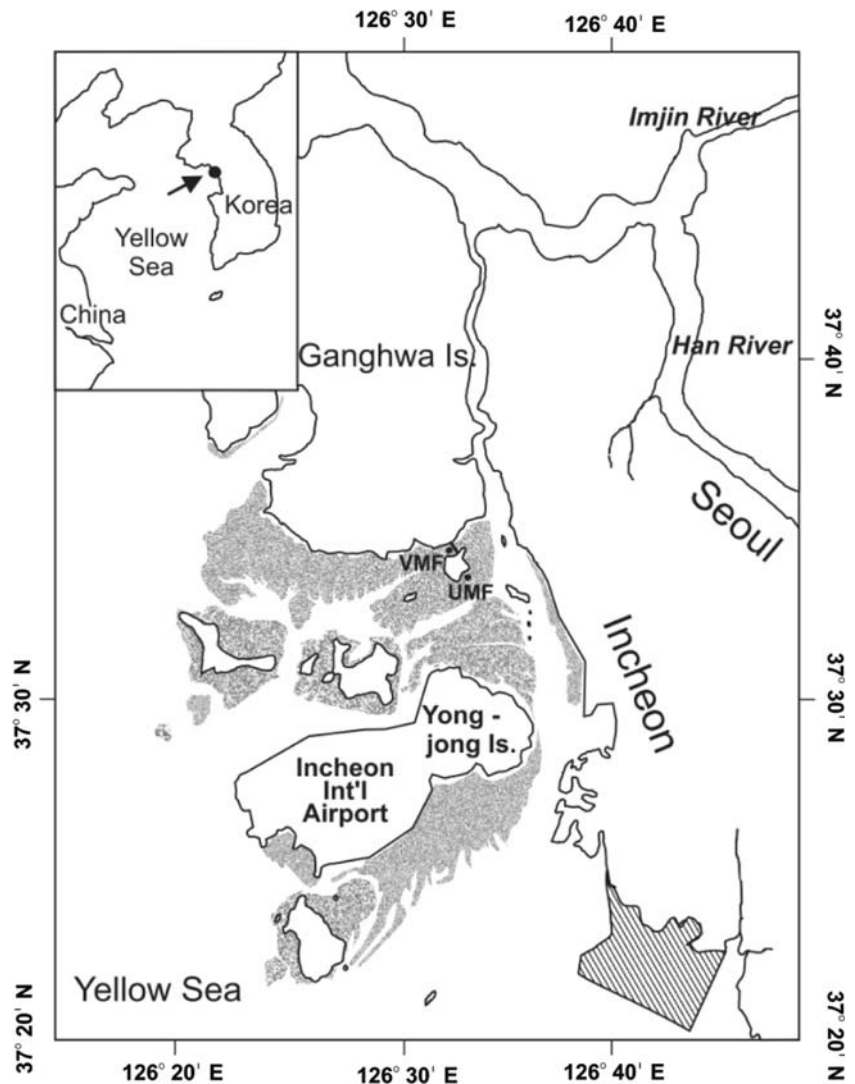 126° 30' E
126° 40' E
Imjin River
Korea
Yellow
Sea
China
Ganghwa Is.
Han River
37° 40' N
Seoul
VMF
UMF
Incheon
37° 30' N
37° 30' N
Yong -
jong Is.
Incheon
Int'l
Airport
Yellow Sea
37° 20' N
37° 20' N
126° 20' E
126° 30' E
126° 40' E